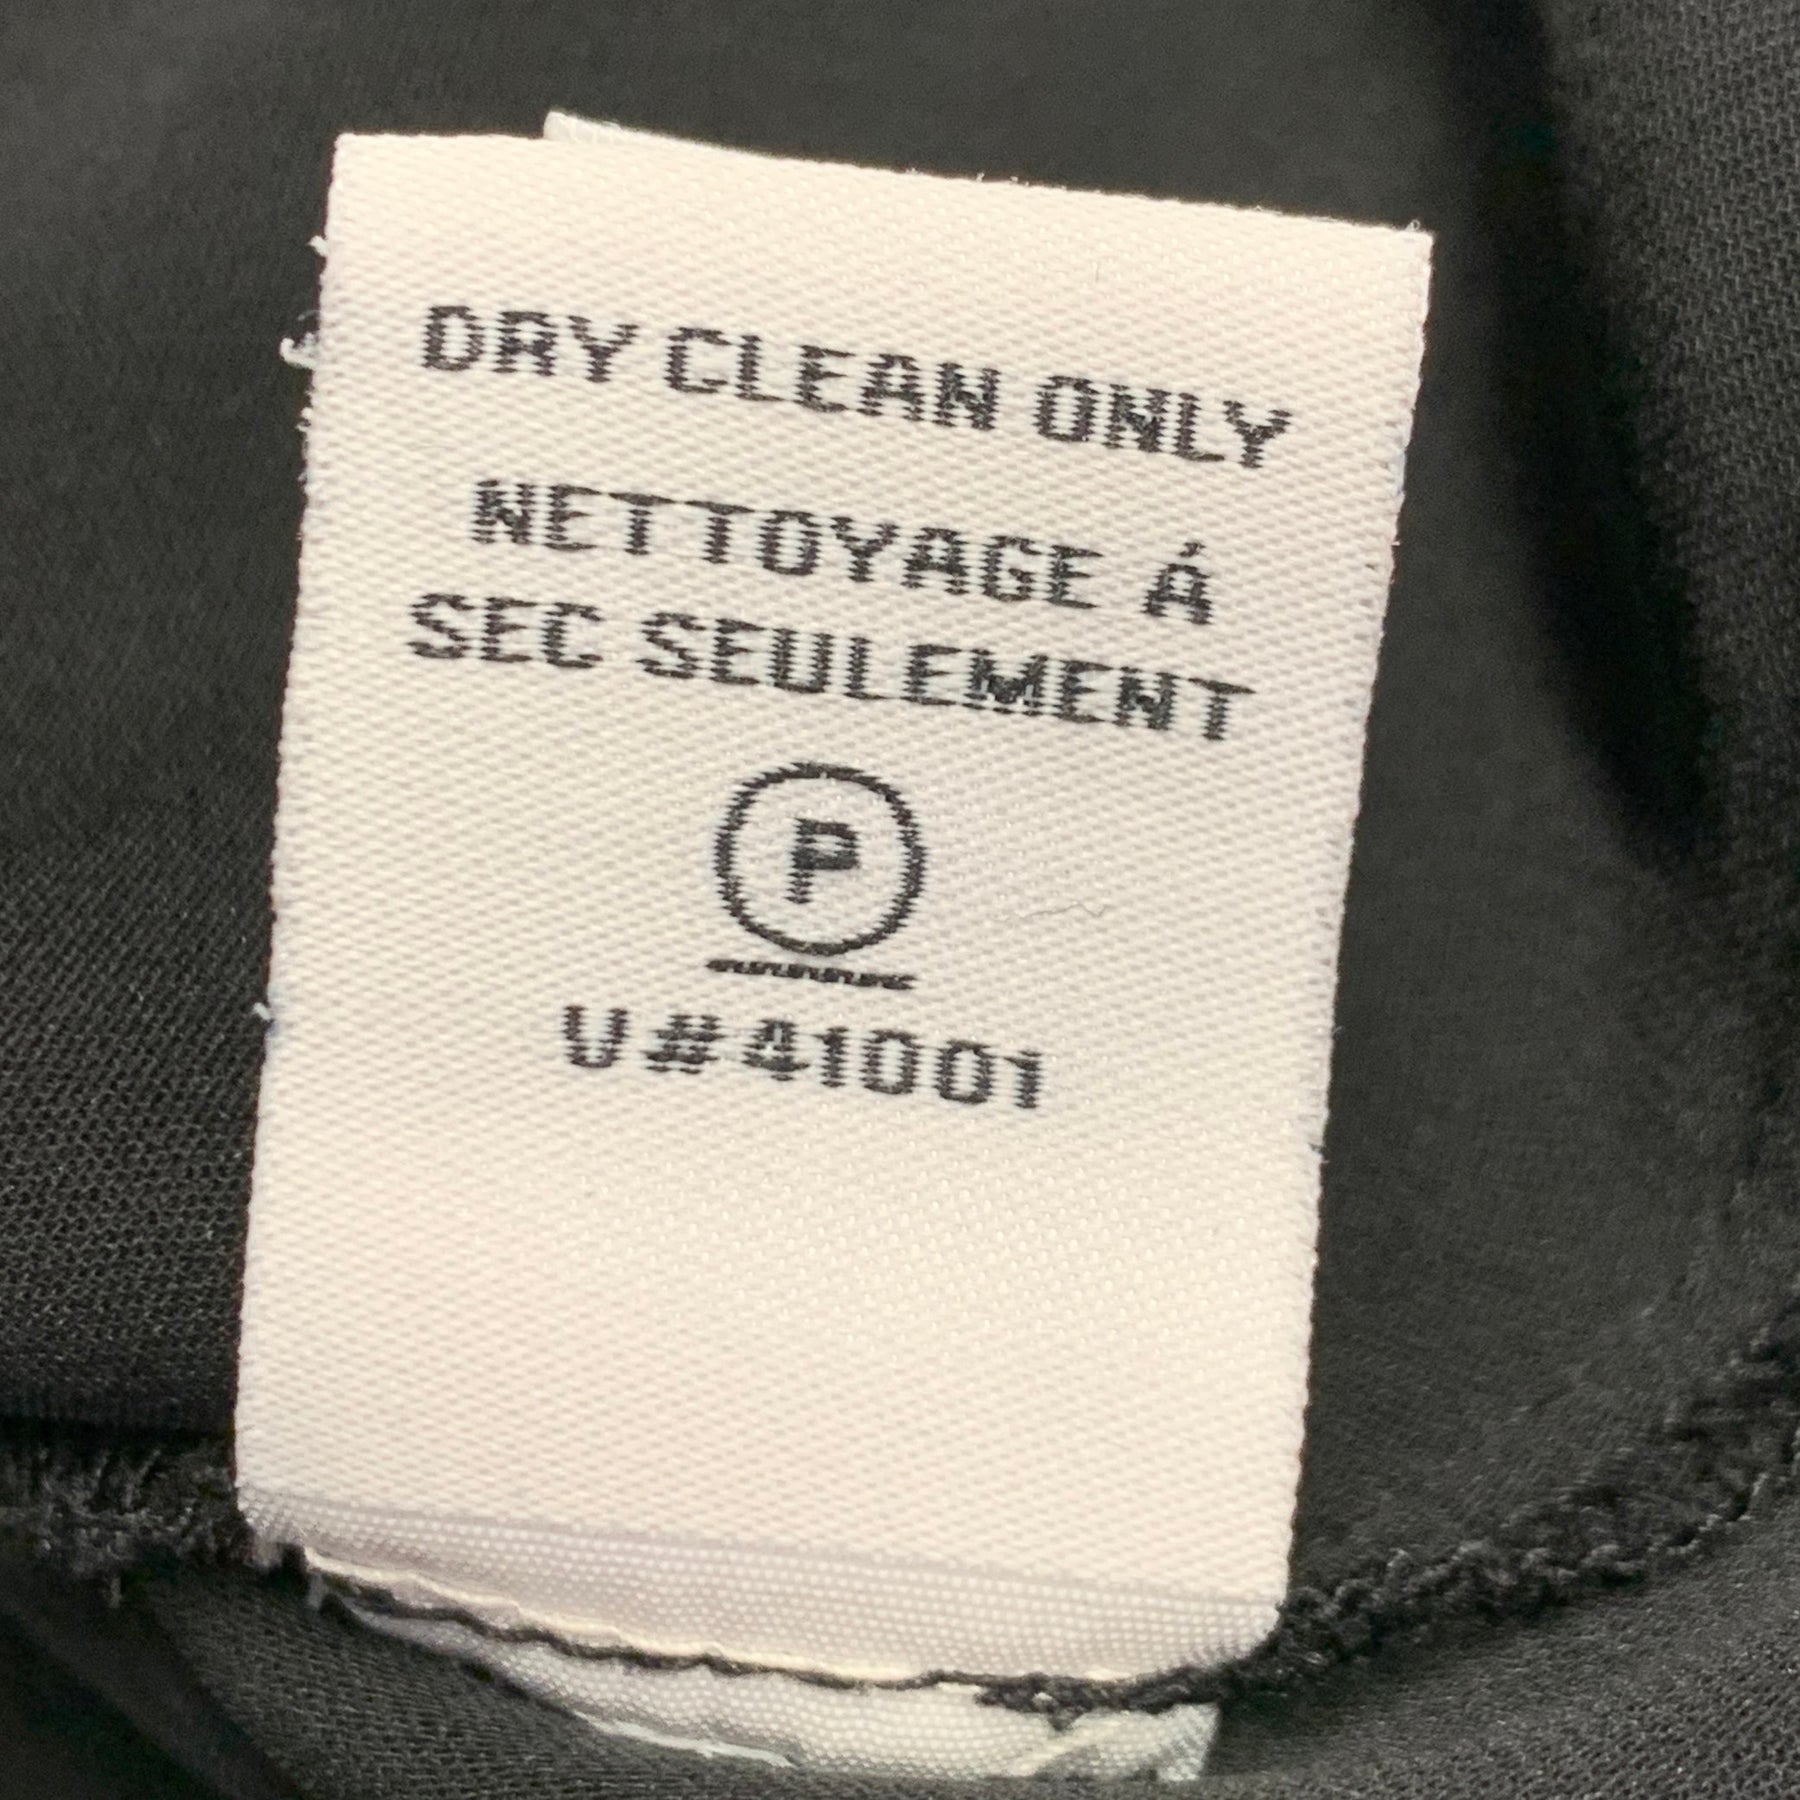 DRY CLEAN ONLY
NETTOYAGE Á
SEC SEULEMENT
P
V#41001